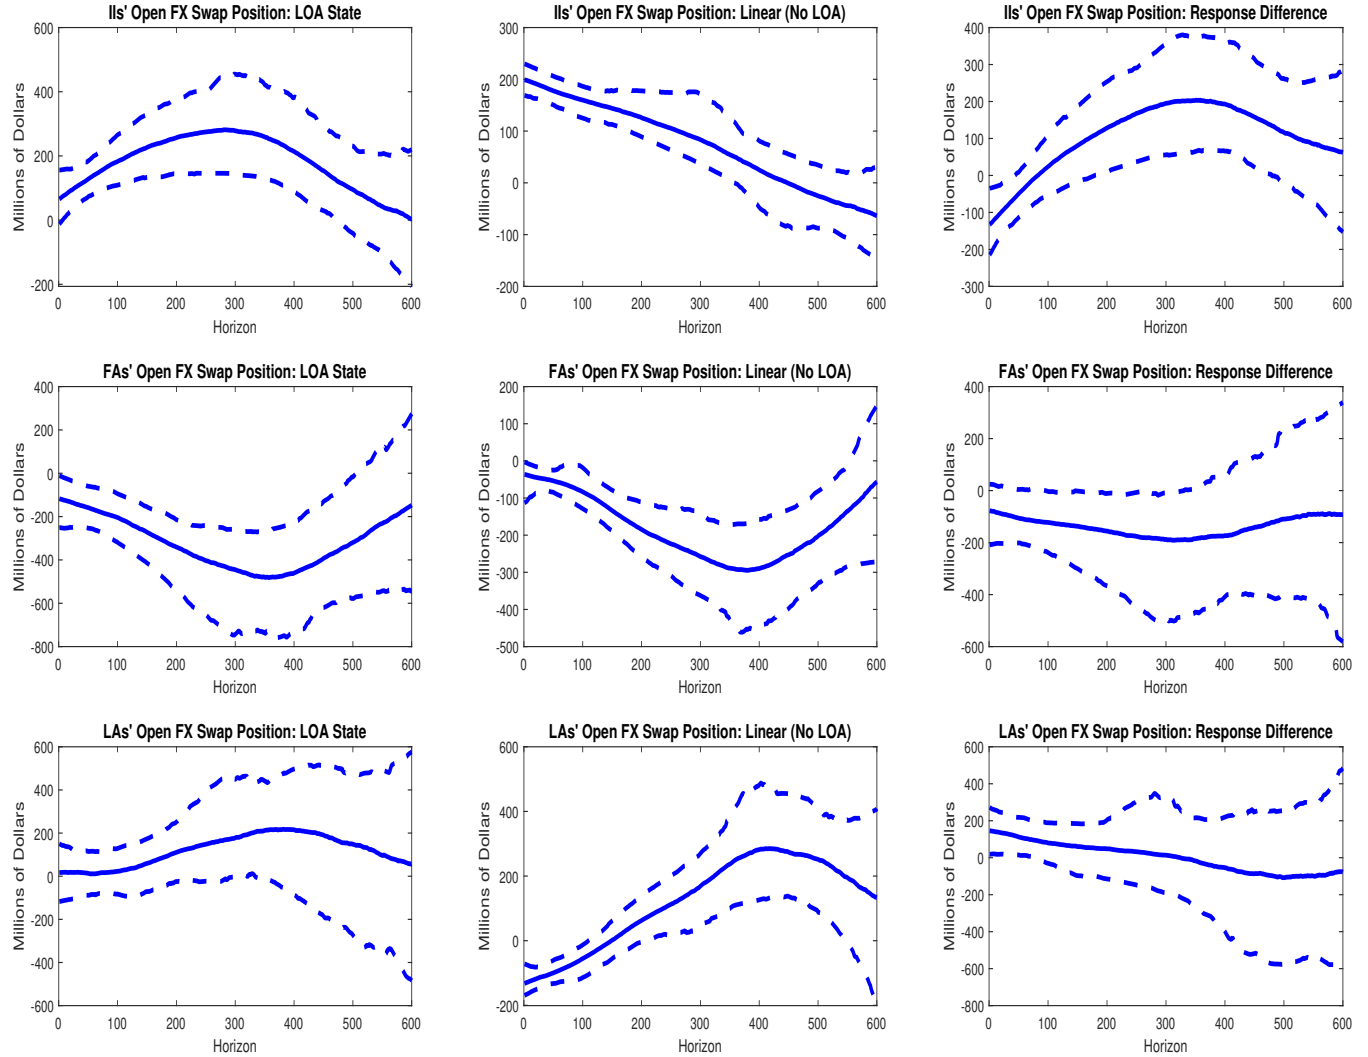 IIs' Open FX Swap Position: LOA State
600
400
200
0
-200
Millions of Dollars
0 100 200 300 400 500 600
Horizon
IIs' Open FX Swap Position: Linear (No LOA)
300
200
100
0
-100
-200
Millions of Dollars
0 100 200 300 400 500 600
Horizon
IIs' Open FX Swap Position: Response Difference
400
300
200
100
0
-100
-200
-300
Millions of Dollars
0 100 200 300 400 500 600
Horizon
FAs' Open FX Swap Position: LOA State
400
200
0
-200
-400
-600
-800
Millions of Dollars
0 100 200 300 400 500 600
Horizon
FAs' Open FX Swap Position: Linear (No LOA)
200
100
0
-100
-200
-300
-400
-500
Millions of Dollars
0 100 200 300 400 500 600
Horizon
FAs' Open FX Swap Position: Response Difference
400
200
0
-200
-400
-600
Millions of Dollars
0 100 200 300 400 500 600
Horizon
LAs' Open FX Swap Position: LOA State
600
400
200
0
-200
-400
-600
Millions of Dollars
0 100 200 300 400 500 600
Horizon
LAs' Open FX Swap Position: Linear (No LOA)
600
400
200
0
-200
Millions of Dollars
0 100 200 300 400 500 600
Horizon
LAs' Open FX Swap Position: Response Difference
600
400
200
0
-200
-400
-600
-800
Millions of Dollars
0 100 200 300 400 500 600
Horizon